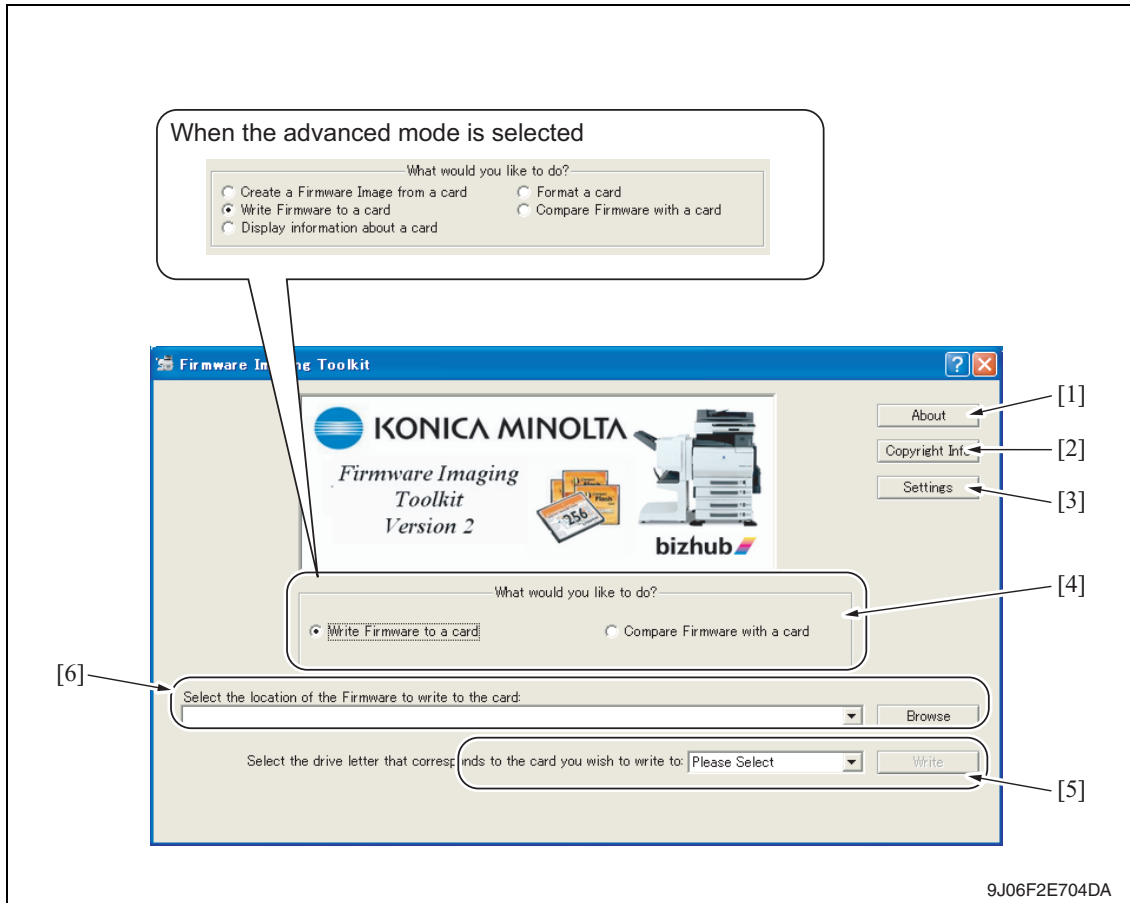 When the advanced mode is selected
What would you like to do?
Create a Firmware Image from a card
Format a card
Write Firmware to a card
Compare Firmware with a card
Display information about a card
Firmware Im ng Toolkit
[1]
About
KONICA MINOLTA
[2]
Copyright Info
Firmware Imaging
Toolkit
Version 2
256
Settings
[3]
bizhub
What would you like to do?
[4]
Write Firmware to a card
Compare Firmware with a card
[6]
Select the location of the Firmware to write to the card:
Browse
Select the drive letter that corresponds to the card you wish to write to:
Please Select
Write
[5]
9J06F2E704DA